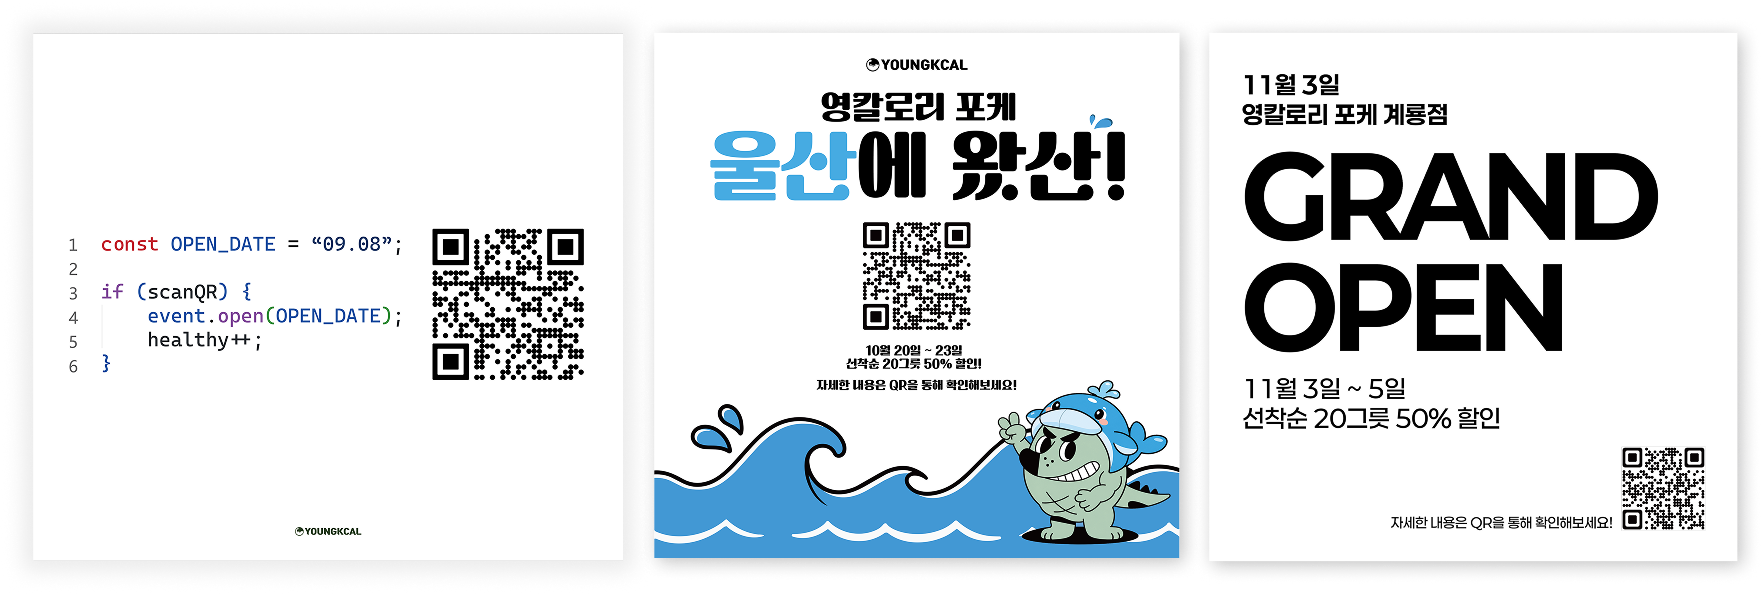 1 const OPEN_DATE = “09.08”;
2
3 if (scanQR) {
4 event.open(OPEN_DATE);
5 healthy++;
6 }
YOUNGKCAL
YOUNGKCAL
영칼로리 포케
울산에 왔산!
10월 20일 ~ 23일
선착순 20그릇 50% 할인!
자세한 내용은 QR을 통해 확인해보세요!
11월 3일
영칼로리 포케 계룡점
GRAND
OPEN
11월 3일 ~ 5일
선착순 20그릇 50% 할인
자세한 내용은 QR을 통해 확인해보세요!